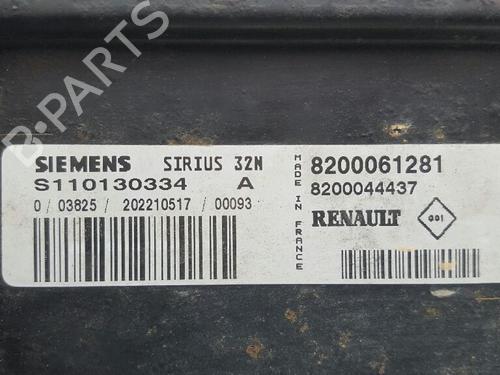 B-PARTS
SIEMENS SIRIUS 32N
S110130334 A
0 / 03825 / 202210517 / 00093
MADE IN FRANCE
8200061281
8200044437
RENAULT
001